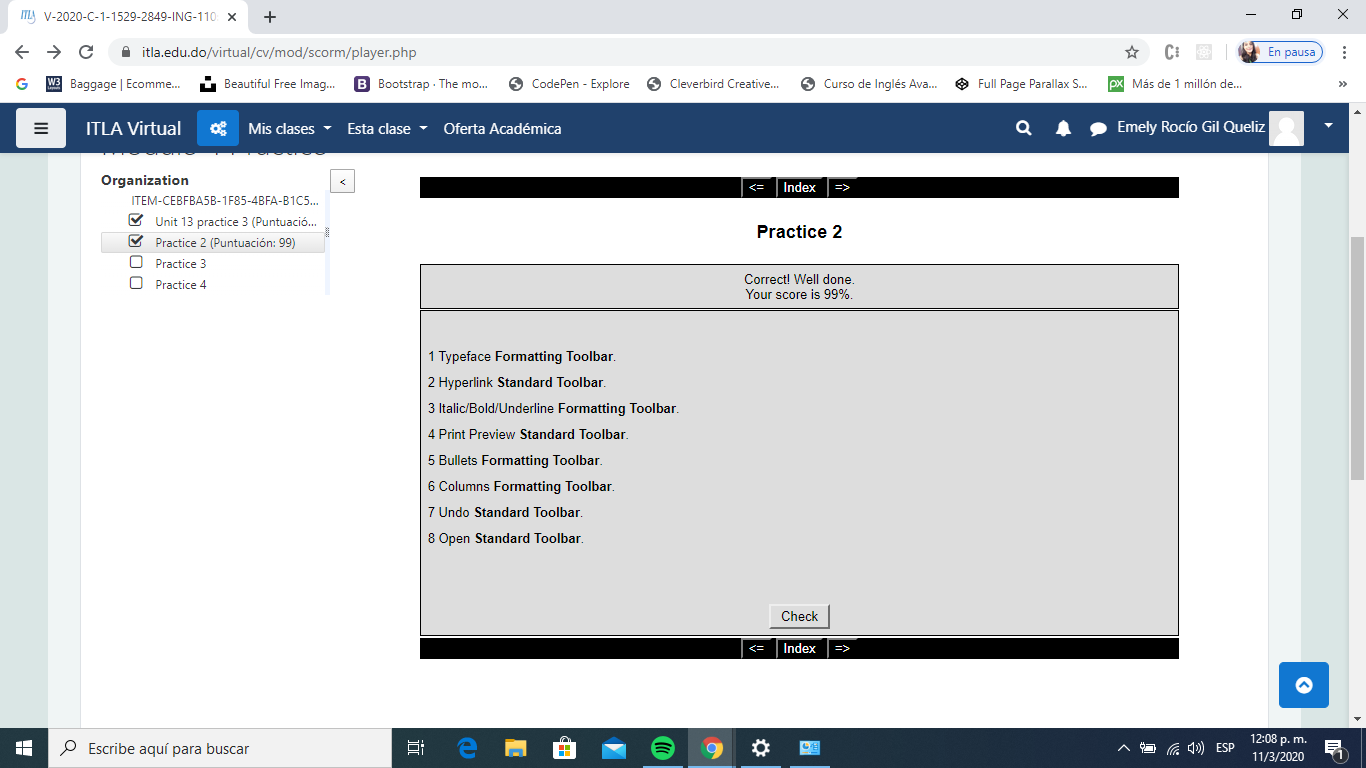 V-2020-C-1-1529-2849-ING-110
itla.edu.do/virtual/cv/mod/scorm/player.php
En pausa
Baggage | Ecomme...
Beautiful Free Imag...
Bootstrap · The mo...
CodePen - Explore
Cleverbird Creative...
Curso de Inglés Ava...
Full Page Parallax S...
Más de 1 millón de...
»
ITLA Virtual
Mis clases
Esta clase
Oferta Académica
Emely Rocío Gil Queliz
Organization
<
ITEM-CEBFBA5B-1F85-4BFA-B1C5...
Unit 13 practice 3 (Puntuació...
Practice 2 (Puntuación: 99)
Practice 3
Practice 4
<= Index =>
Practice 2
Correct! Well done.
Your score is 99%.
1 Typeface Formatting Toolbar.
2 Hyperlink Standard Toolbar.
3 Italic/Bold/Underline Formatting Toolbar.
4 Print Preview Standard Toolbar.
5 Bullets Formatting Toolbar.
6 Columns Formatting Toolbar.
7 Undo Standard Toolbar.
8 Open Standard Toolbar.
Check
<= Index =>
Escribe aquí para buscar
ESP
12:08 p. m.
11/3/2020
1